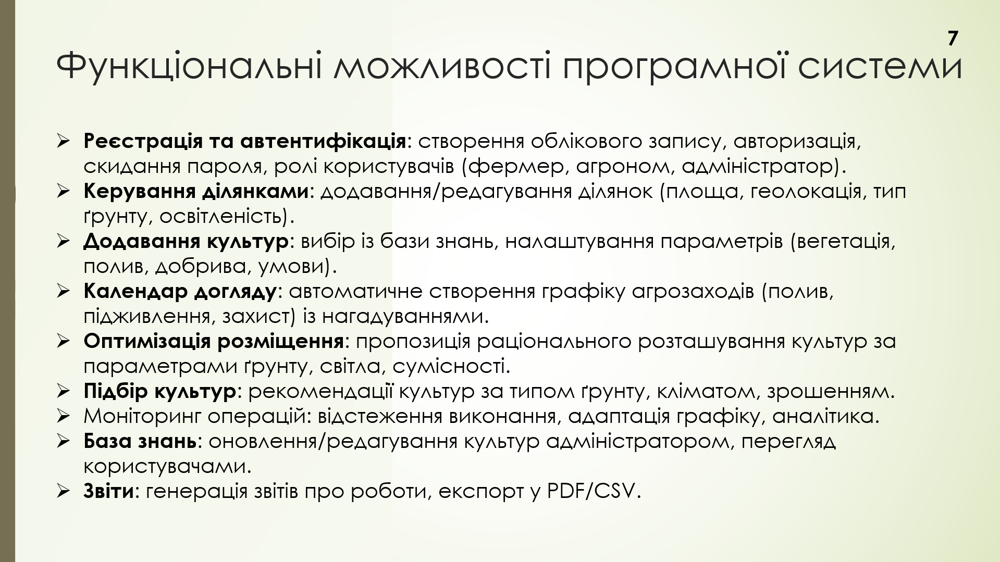 7
Функціональні можливості програмної системи
➢ Реєстрація та автентифікація: створення облікового запису, авторизація,
скидання пароля, ролі користувачів (фермер, агроном, адміністратор).
➢ Керування ділянками: додавання/редагування ділянок (площа, геолокація, тип
ґрунту, освітленість).
➢ Додавання культур: вибір із бази знань, налаштування параметрів (вегетація,
полив, добрива, умови).
➢ Календар догляду: автоматичне створення графіку агрозаходів (полив,
підживлення, захист) із нагадуваннями.
➢ Оптимізація розміщення: пропозиція раціонального розташування культур за
параметрами ґрунту, світла, сумісності.
➢ Підбір культур: рекомендації культур за типом ґрунту, кліматом, зрошенням.
➢ Моніторинг операцій: відстеження виконання, адаптація графіку, аналітика.
➢ База знань: оновлення/редагування культур адміністратором, перегляд
користувачами.
➢ Звіти: генерація звітів про роботи, експорт у PDF/CSV.